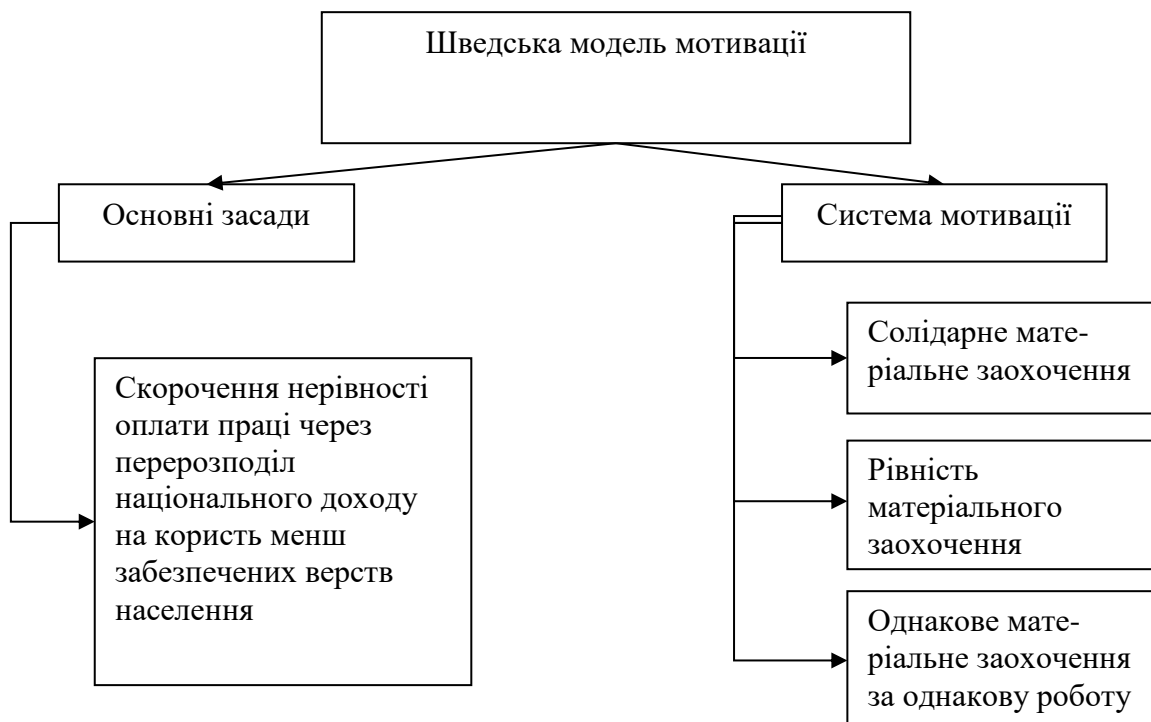 Шведська модель мотивації
Основні засади
Система мотивації
Скорочення нерівності
оплати праці через
перерозподіл
національного доходу
на користь менш
забезпечених верств
населення
Солідарне мате-
ріальне заохочення
Рівність
матеріального
заохочення
Однакове мате-
ріальне заохочення
за однакову роботу